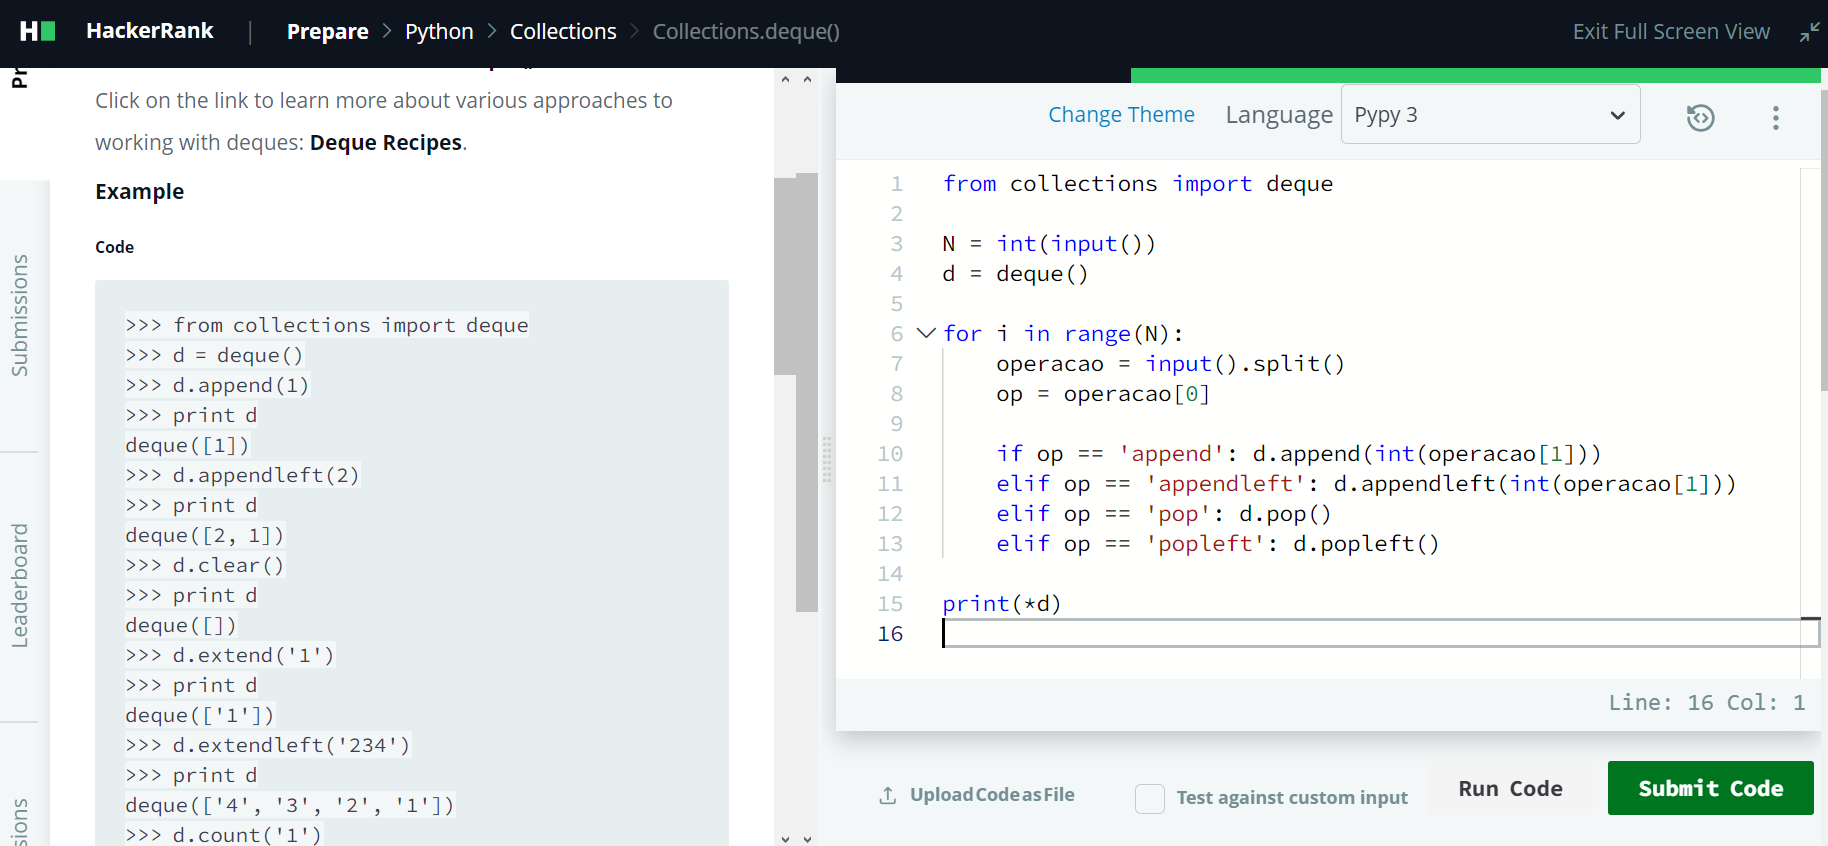 HackerRank | Prepare > Python > Collections > Collections.deque() Exit Full Screen View
Pr
Submissions
Leaderboard
Click on the link to learn more about various approaches to
working with deques: Deque Recipes.
Example
Code
>>> from collections import deque
>>> d = deque()
>>> d.append(1)
>>> print d
deque([1])
>>> d.appendleft(2)
>>> print d
deque([2, 1])
>>> d.clear()
>>> print d
deque([])
>>> d.extend('1')
>>> print d
deque(['1'])
>>> d.extendleft('234')
>>> print d
deque(['4', '3', '2', '1'])
>>> d.count('1')
Change Theme Language Pypy 3
1 from collections import deque
2
3 N = int(input())
4 d = deque()
5
6 for i in range(N):
7     operacao = input().split()
8     op = operacao[0]
9
10     if op == 'append': d.append(int(operacao[1]))
11     elif op == 'appendleft': d.appendleft(int(operacao[1]))
12     elif op == 'pop': d.pop()
13     elif op == 'popleft': d.popleft()
14
15 print(*d)
16
Line: 16 Col: 1
Upload Code as File Test against custom input Run Code Submit Code